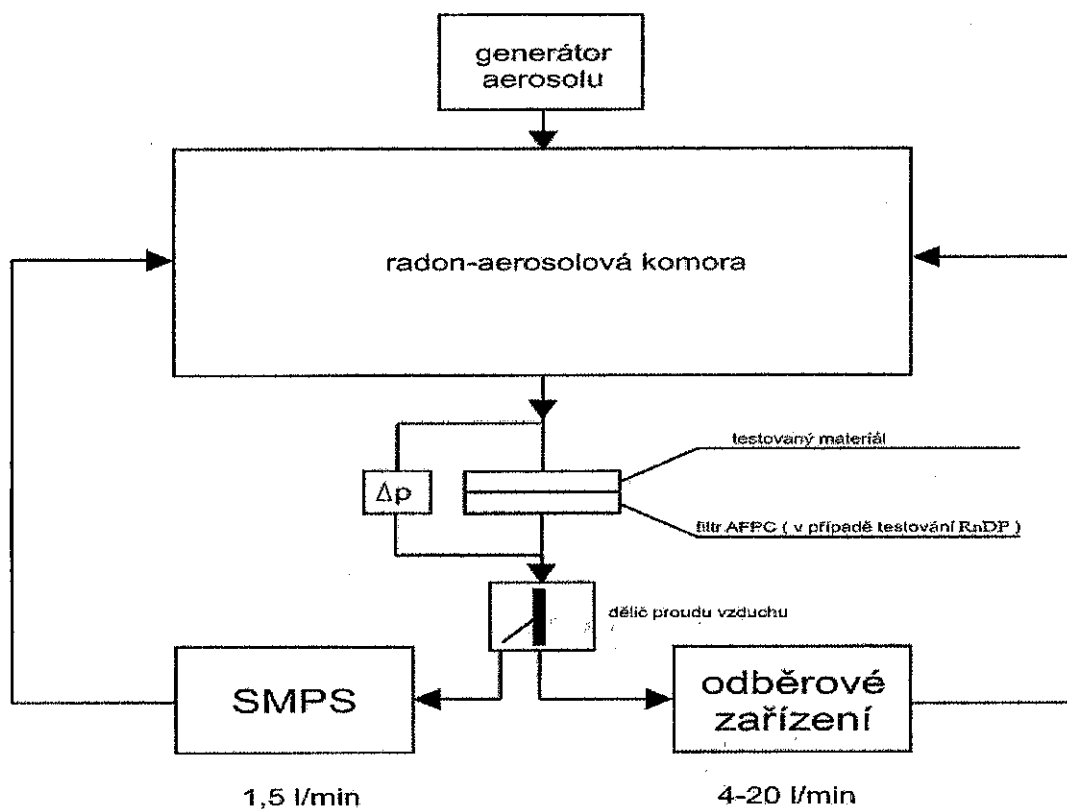 generátor
aerosolu
radon-aerosolová komora
testovaný materiál
Δp
filtr AFPC ( v případě testování RnDP )
dělič proudu vzduchu
SMPS
odběrové
zařízení
1,5 l/min
4-20 l/min